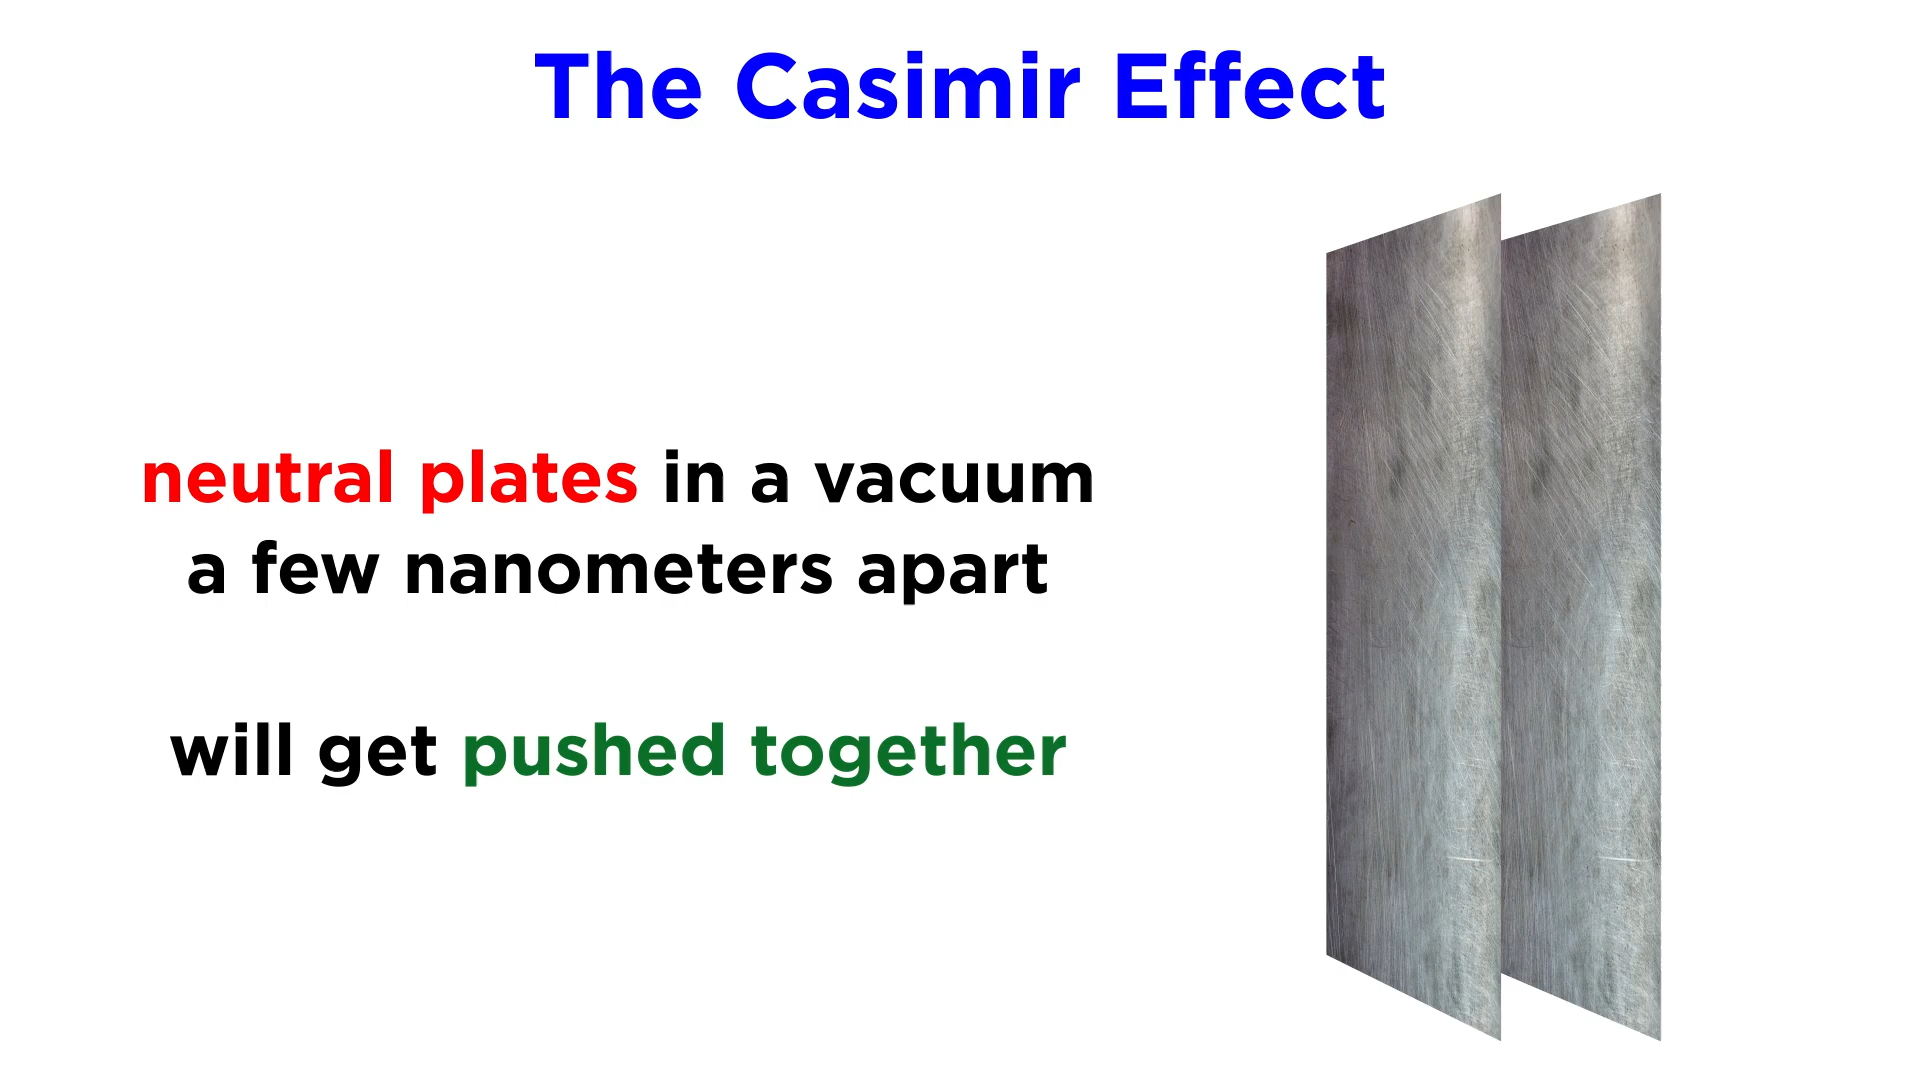 The Casimir Effect
neutral plates in a vacuum
a few nanometers apart
will get pushed together